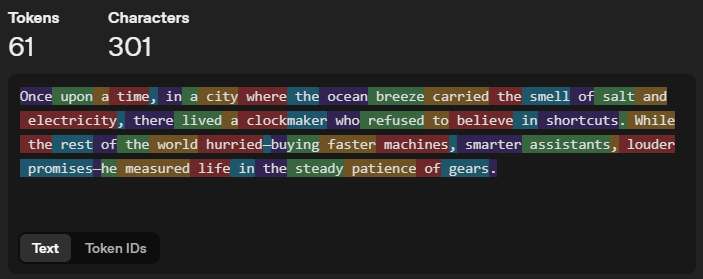 Tokens Characters
61 301
Once upon a time, in a city where the ocean breeze carried the smell of salt and
electricity, there lived a clockmaker who refused to believe in shortcuts. While
the rest of the world hurried—buying faster machines, smarter assistants, louder
promises—he measured life in the steady patience of gears.
Text Token IDs